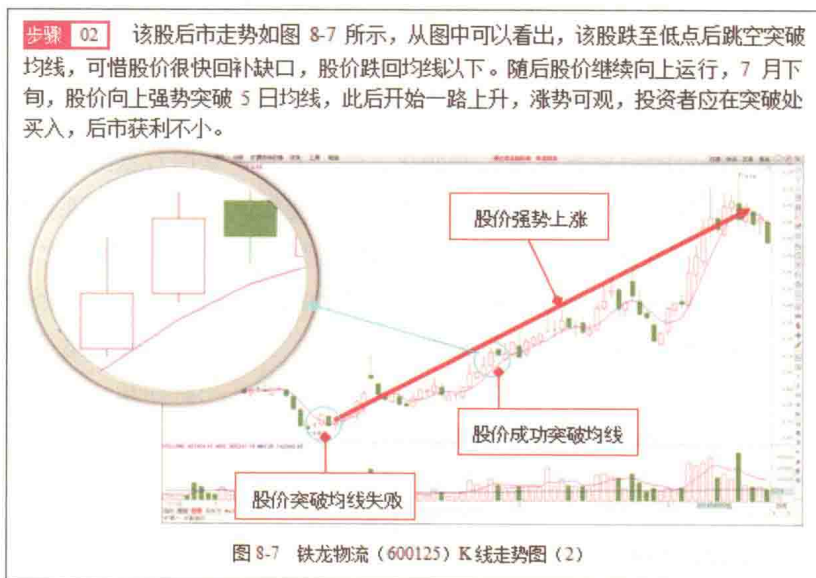 步骤 02 该股后市走势如图 8-7 所示，从图中可以看出，该股跌至低点后跳空突破
均线，可惜股价很快回补缺口，股价跌回均线以下。随后股价继续向上运行，7 月下
旬，股价向上强势突破 5 日均线，此后开始一路上升，涨势可观，投资者应在突破处
买入，后市获利不小。
股价强势上涨
股价成功突破均线
股价突破均线失败
图 8-7 铁龙物流（600125）K 线走势图（2）